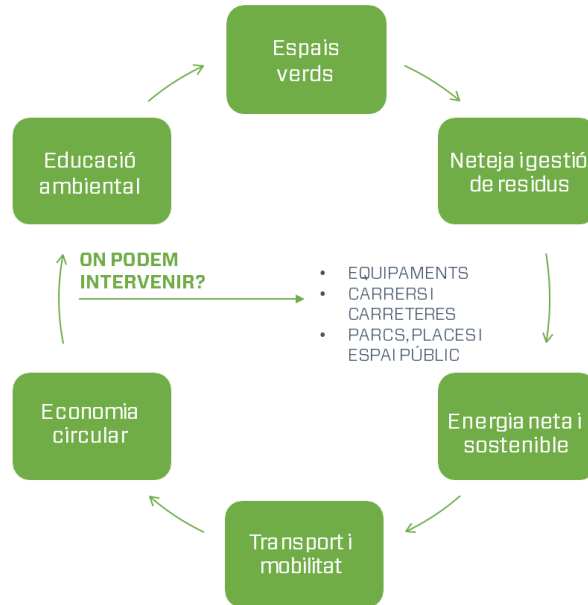 Espais
verds
Neteja i gestió
de residus
Energia neta i
sostenible
Transport i
mobilitat
Economia
circular
Educació
ambiental
ON PODEM
INTERVENIR?
• EQUIPAMENTS
• CARRERS I
CARRETERES
• PARCS, PLACES I
ESPAI PÚBLIC